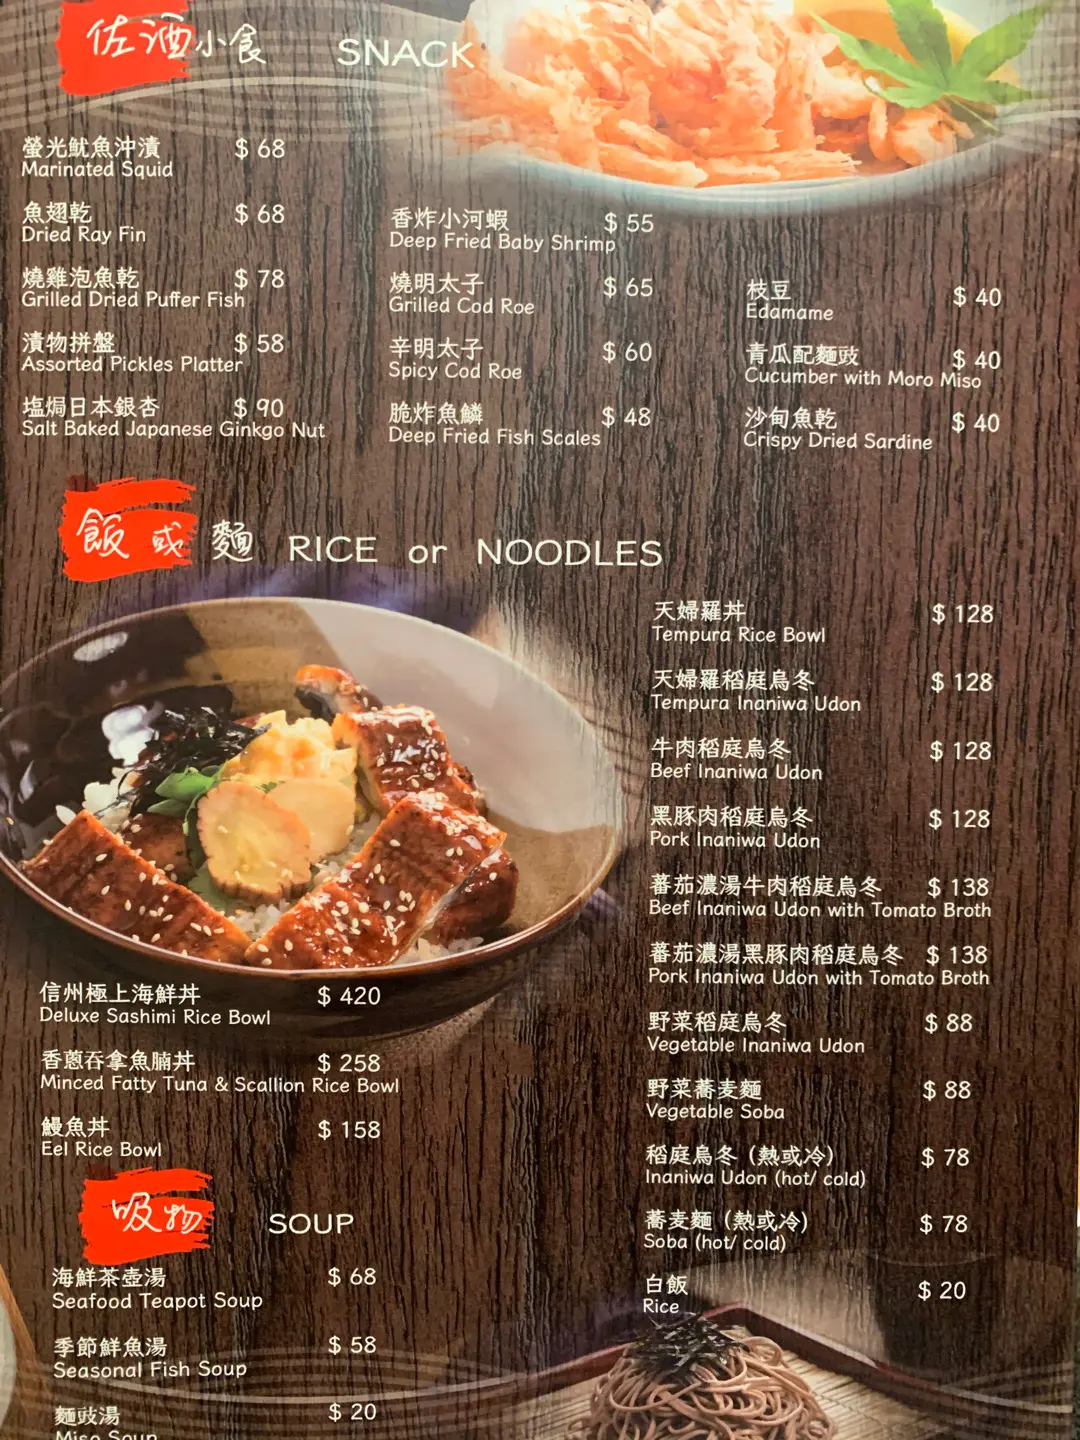 佐酒小食 SNACK
螢光魷魚沖漬 $ 68
Marinated Squid
魚翅乾 $ 68
Dried Ray Fin
燒雞泡魚乾 $ 78
Grilled Dried Puffer Fish
漬物拼盤 $ 58
Assorted Pickles Platter
塩焗日本銀杏 $ 90
Salt Baked Japanese Ginkgo Nut
香炸小河蝦 $ 55
Deep Fried Baby Shrimp
燒明太子 $ 65
Grilled Cod Roe
辛明太子 $ 60
Spicy Cod Roe
脆炸魚鱗 $ 48
Deep Fried Fish Scales
枝豆 $ 40
Edamame
青瓜配麵豉 $ 40
Cucumber with Moro Miso
沙甸魚乾 $ 40
Crispy Dried Sardine
飯或麵 RICE or NOODLES
信州極上海鮮丼 $ 420
Deluxe Sashimi Rice Bowl
香蔥吞拿魚腩丼 $ 258
Minced Fatty Tuna & Scallion Rice Bowl
鰻魚丼 $ 158
Eel Rice Bowl
天婦羅丼 $ 128
Tempura Rice Bowl
天婦羅稻庭烏冬 $ 128
Tempura Inaniwa Udon
牛肉稻庭烏冬 $ 128
Beef Inaniwa Udon
黑豚肉稻庭烏冬 $ 128
Pork Inaniwa Udon
蕃茄濃湯牛肉稻庭烏冬 $ 138
Beef Inaniwa Udon with Tomato Broth
蕃茄濃湯黑豚肉稻庭烏冬 $ 138
Pork Inaniwa Udon with Tomato Broth
野菜稻庭烏冬 $ 88
Vegetable Inaniwa Udon
野菜蕎麦麵 $ 88
Vegetable Soba
稻庭烏冬 (熱或冷) $ 78
Inaniwa Udon (hot/ cold)
蕎麦麵 (熱或冷) $ 78
Soba (hot/ cold)
白飯 $ 20
Rice
吸物 SOUP
海鮮茶壺湯 $ 68
Seafood Teapot Soup
季節鮮魚湯 $ 58
Seasonal Fish Soup
麵豉湯 $ 20
Miso Soup